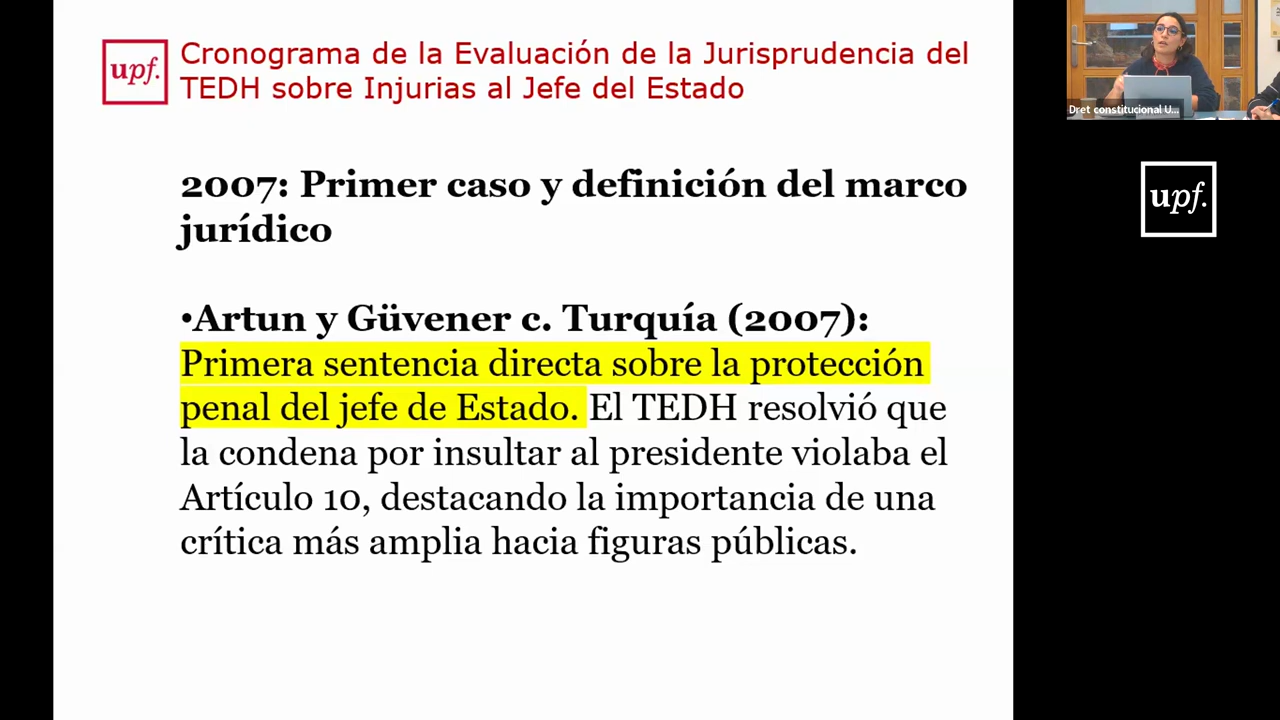 upf.
Cronograma de la Evaluación de la Jurisprudencia del
TEDH sobre Injurias al Jefe del Estado
2007: Primer caso y definición del marco
jurídico
•Artun y Güvener c. Turquía (2007):
Primera sentencia directa sobre la protección
penal del jefe de Estado. El TEDH resolvió que
la condena por insultar al presidente violaba el
Artículo 10, destacando la importancia de una
crítica más amplia hacia figuras públicas.
Dret constitucional U...
upf.